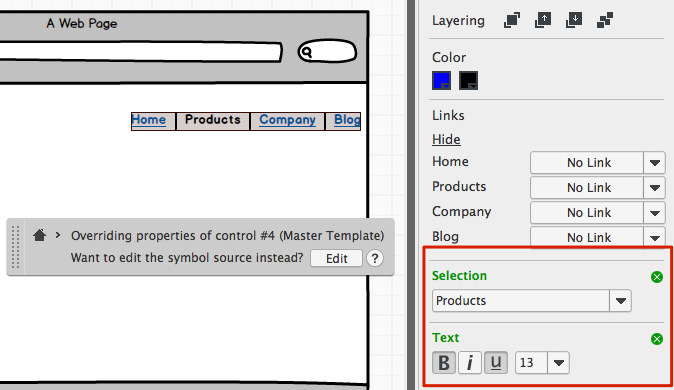 A Web Page
Home Products Company Blog
> Overriding properties of control #4 (Master Template)
Want to edit the symbol source instead? Edit ?
Layering
Color
Links
Hide
Home No Link
Products No Link
Company No Link
Blog No Link
Selection
Products
Text
B i u 13